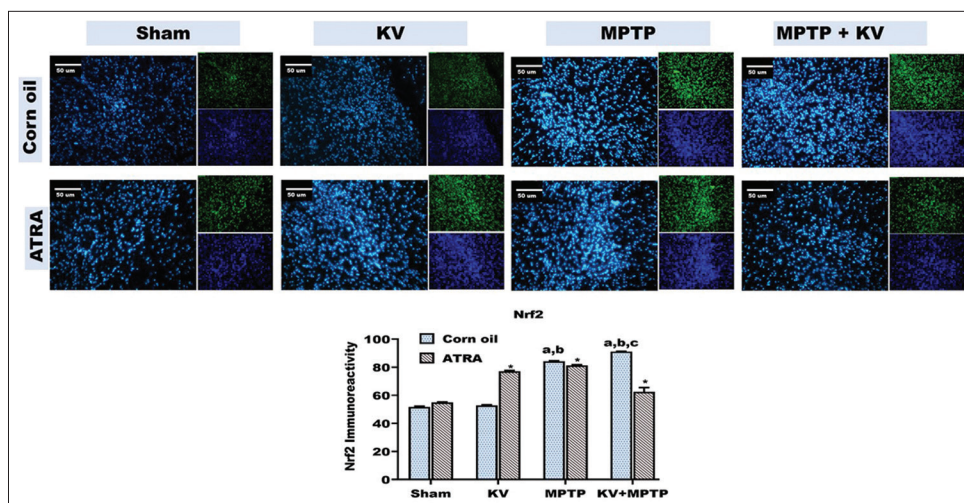 Sham KV MPTP MPTP + KV
Corn oil
50 um 50 um 50 um 50 um
ATRA
50 um 50 um 50 um 50 um
Nrf2
Nrf2 Immunoreactivity
100
80
60
40
20
0
Corn oil
ATRA
* a,b * a,b,c *
Sham KV MPTP KV+MPTP